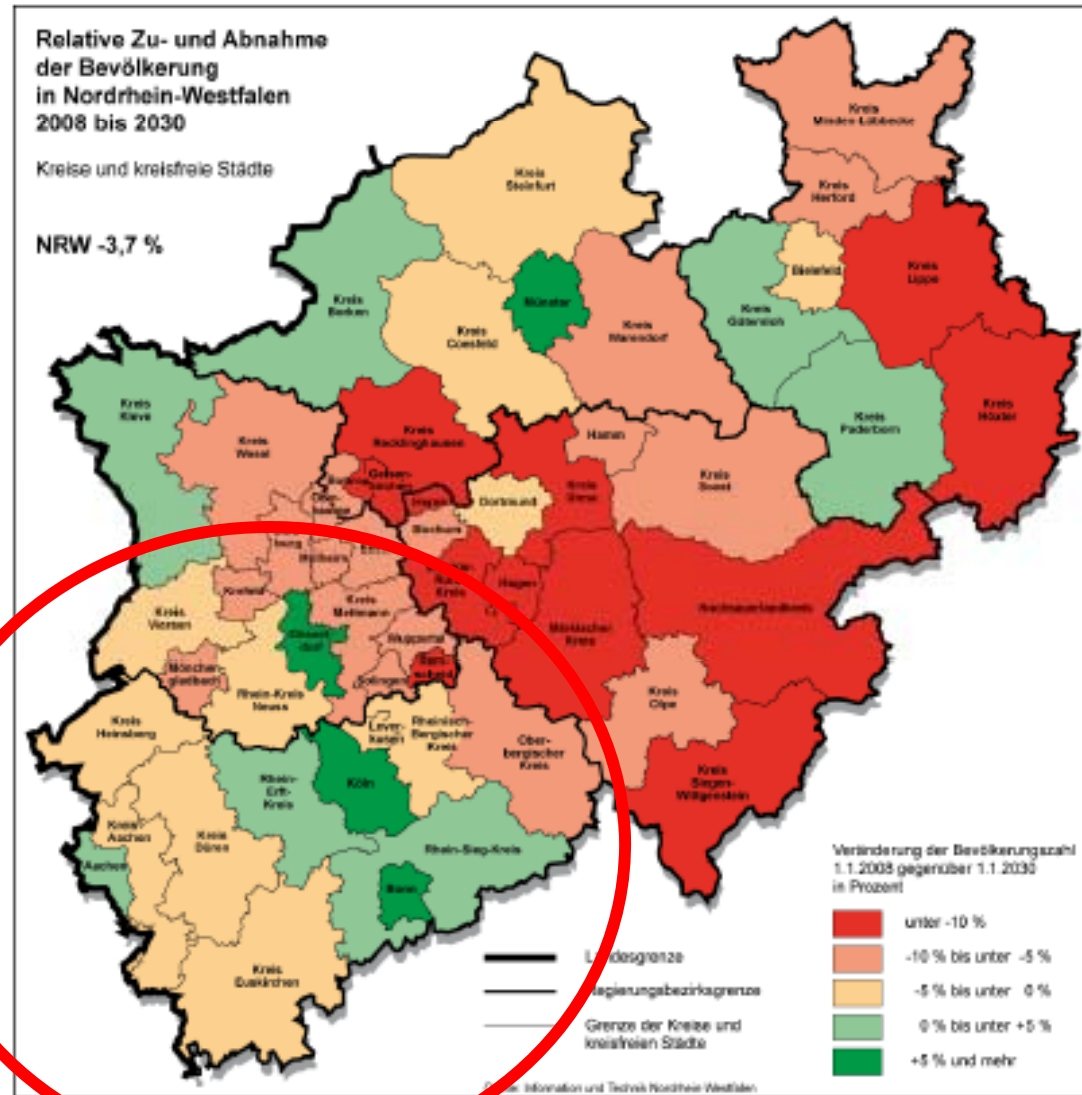 Relative Zu- und Abnahme
der Bevölkerung
in Nordrhein-Westfalen
2008 bis 2030
Kreise und kreisfreie Städte
NRW -3,7 %
Kreis
Minden-Lübbecke
Kreis
Steinfurt
Kreis
Herford
Kreis
Lippe
Bielefeld
Kreis
Borken
Münster
Kreis
Gütersloh
Kreis
Coesfeld
Kreis
Warendorf
Kreis
Kleve
Kreis
Höxter
Kreis
Paderborn
Kreis
Recklinghausen
Kreis
Wesel
Hamm
Kreis
Soest
Gelsen-
kirchen
Kreis
Unna
Dortmund
Bochum
Krefeld
Kreis
Mettmann
Hagen
Hochsauerlandkreis
Kreis
Viersen
Märkischer
Kreis
Wuppertal
Mönchen-
gladbach
Solingen
Kreis
Olpe
Rhein-Kreis
Neuss
Kreis
Heinsberg
Lever-
kusen
Rheinisch-
Bergischer
Kreis
Ober-
bergischer
Kreis
Rhein-
Erft-
Kreis
Köln
Kreis
Siegen-
Wittgenstein
Kreis
Aachen
Kreis
Düren
Aachen
Rhein-Sieg-Kreis
Bonn
Kreis
Euskirchen
Veränderung der Bevölkerungszahl
1.1.2008 gegenüber 1.1.2030
in Prozent
unter -10 %
-10 % bis unter -5 %
-5 % bis unter 0 %
0 % bis unter +5 %
+5 % und mehr
Landesgrenze
Regierungsbezirksgrenze
Grenze der Kreise und
kreisfreien Städte
Information und Technik Nordrhein Westfalen